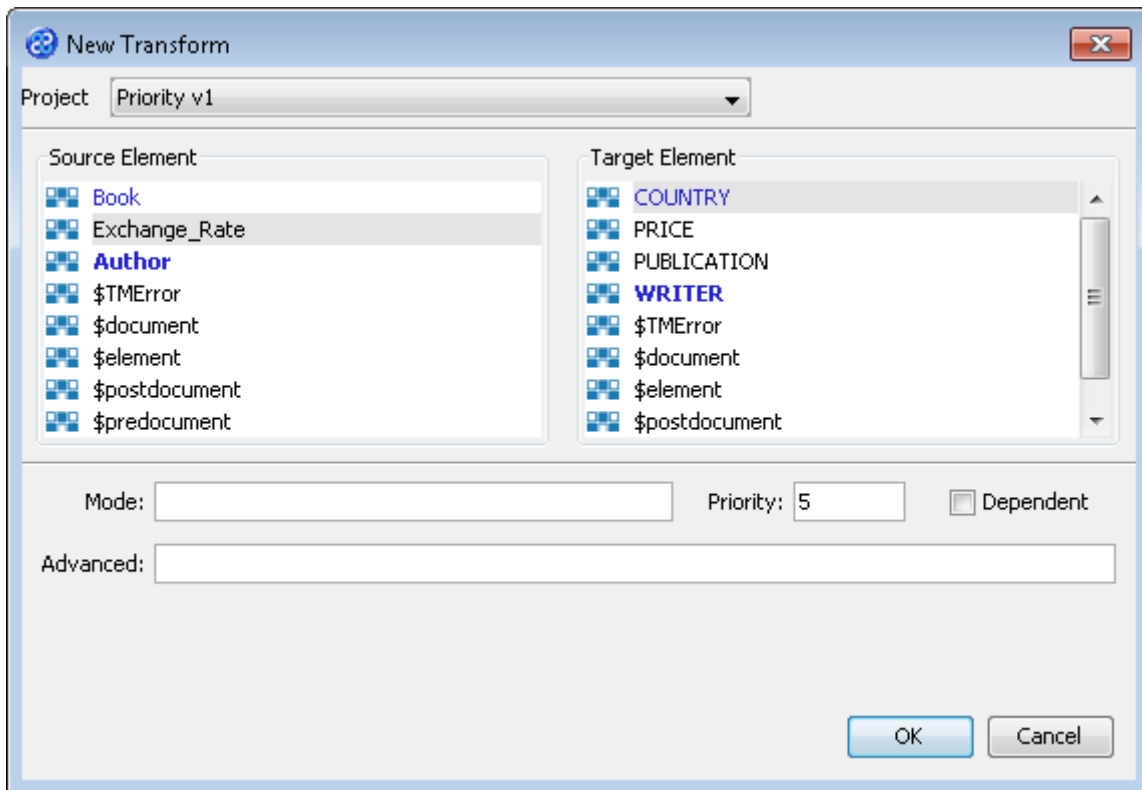 New Transform
Project Priority v1
Source Element
Book
Exchange_Rate
Author
$TMError
$document
$element
$postdocument
$predocument
Target Element
COUNTRY
PRICE
PUBLICATION
WRITER
$TMError
$document
$element
$postdocument
Mode: Priority: 5 Dependent
Advanced:
OK Cancel